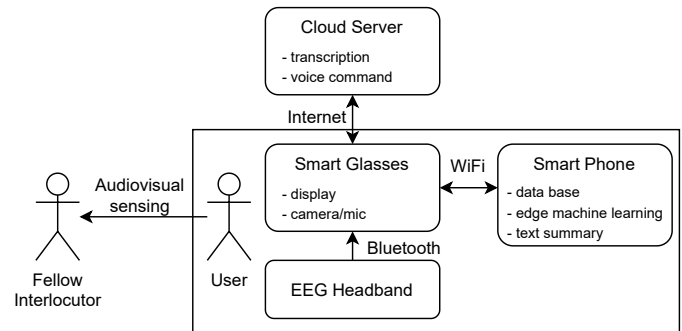 Cloud Server
- transcription
- voice command
Internet
Smart Glasses
- display
- camera/mic
WiFi
Smart Phone
- data base
- edge machine learning
- text summary
Audiovisual
sensing
Bluetooth
Fellow
Interlocutor
User
EEG Headband